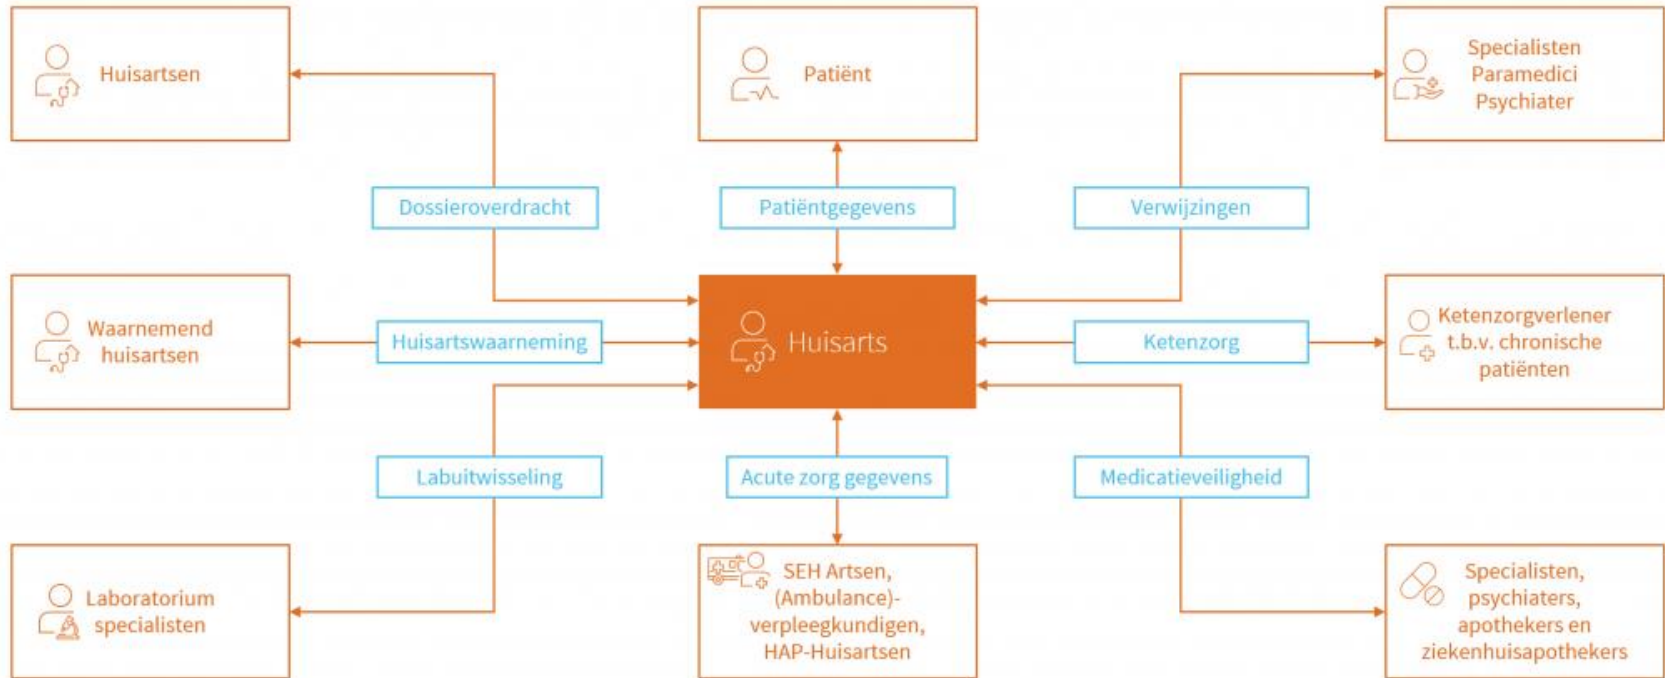 Huisartsen
Patiënt
Specialisten
Paramedici
Psychiater
Dossieroverdracht
Patiëntgegevens
Verwijzingen
Waarnemend
huisartsen
Huisartswaarneming
Huisarts
Ketenzorg
Ketenzorgverlener
t.b.v. chronische
patiënten
Labuitwisseling
Acute zorg gegevens
Medicatieveiligheid
Laboratorium
specialisten
SEH Artsen,
(Ambulance)-
verpleegkundigen,
HAP-Huisartsen
Specialisten,
psychiaters,
apothekers en
ziekenhuisapothekers